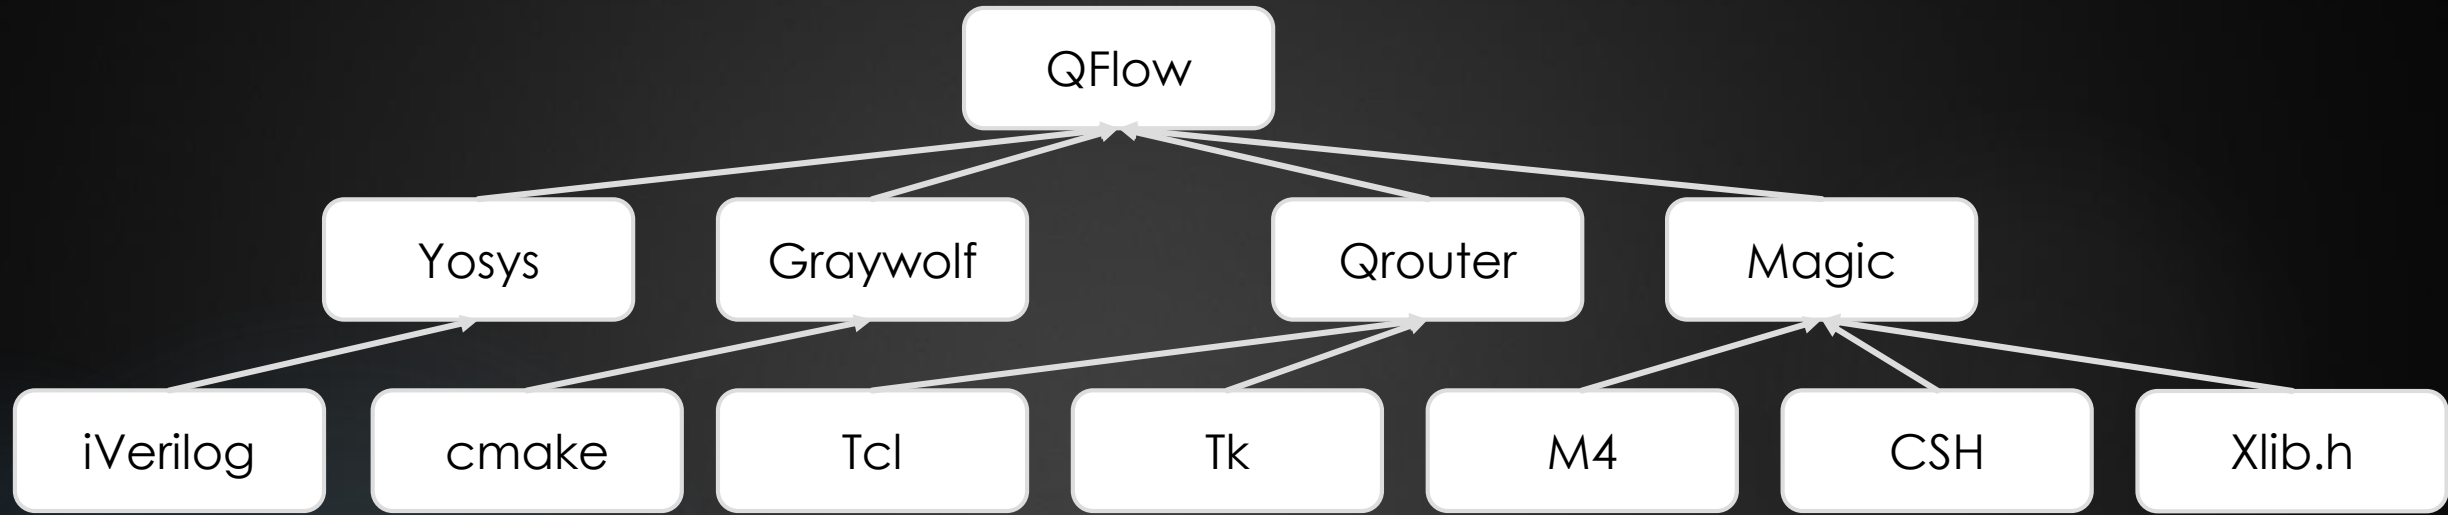 QFlow
Yosys
Graywolf
Qrouter
Magic
iVerilog
cmake
Tcl
Tk
M4
CSH
Xlib.h